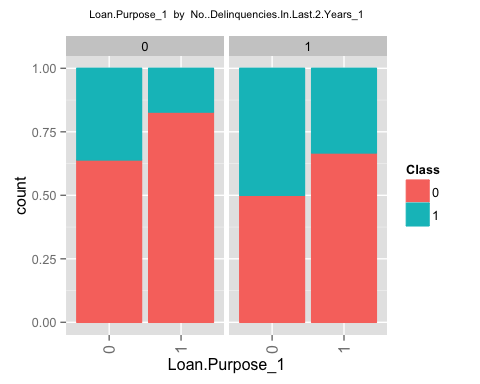 Loan.Purpose_1 by No..Delinquencies.In.Last.2.Years_1
0 1
1.00
0.75
0.50
0.25
0.00
count
0 1 0 1
Loan.Purpose_1
Class
0
1